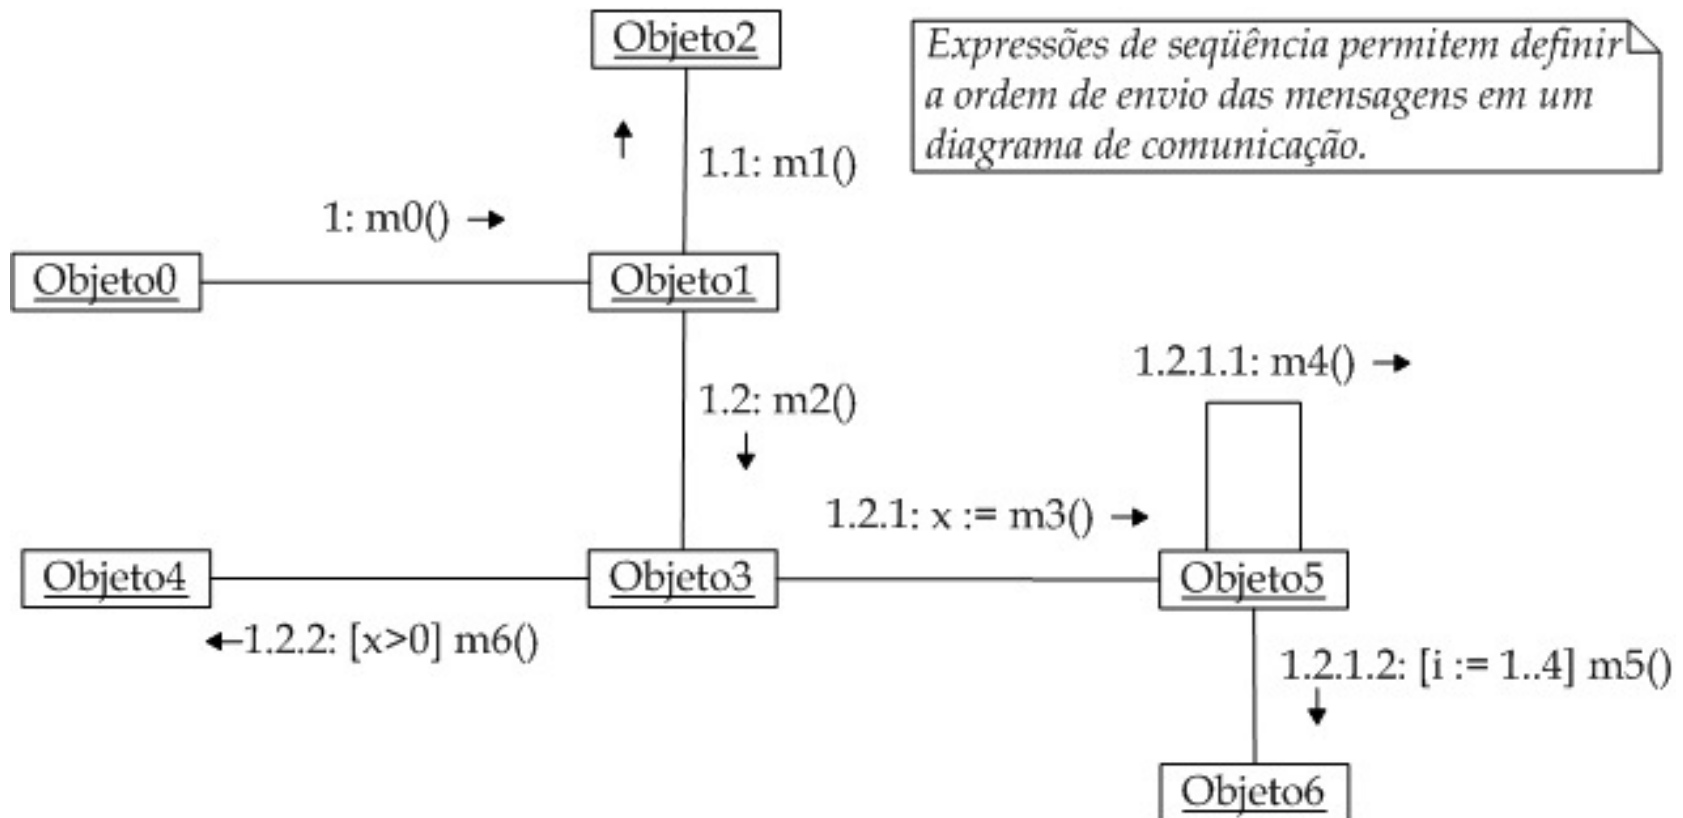 Objeto2
Expressões de seqüência permitem definir
a ordem de envio das mensagens em um
diagrama de comunicação.
1.1: m1()
1: m0()
Objeto0
Objeto1
1.2.1.1: m4()
1.2: m2()
1.2.1: x := m3()
Objeto4
Objeto3
Objeto5
1.2.2: [x>0] m6()
1.2.1.2: [i := 1..4] m5()
Objeto6